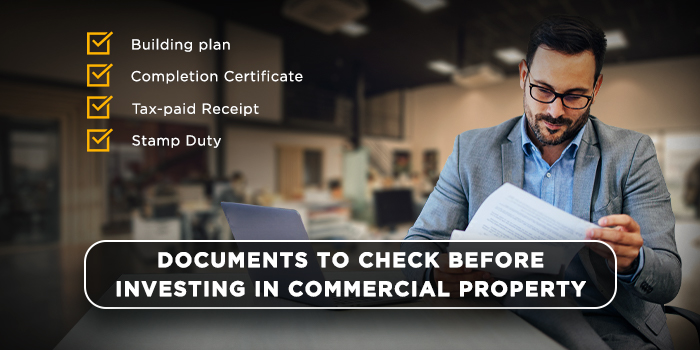 Building plan
Completion Certificate
Tax-paid Receipt
Stamp Duty
DOCUMENTS TO CHECK BEFORE
INVESTING IN COMMERCIAL PROPERTY